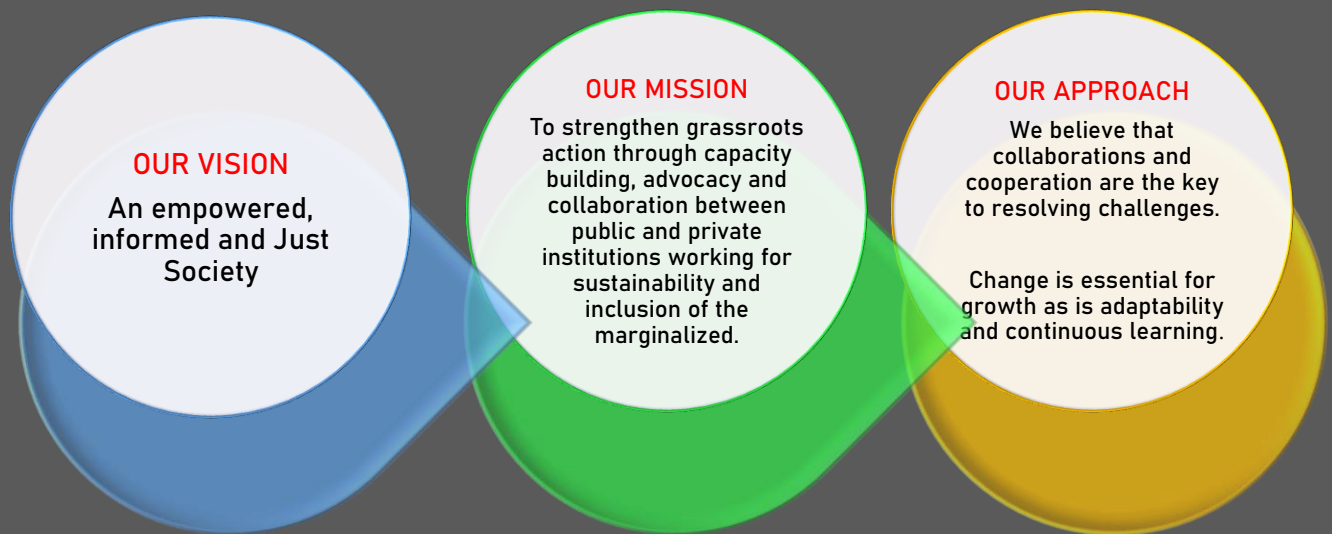 OUR VISION
An empowered,
informed and Just
Society
OUR MISSION
To strengthen grassroots
action through capacity
building, advocacy and
collaboration between
public and private
institutions working for
sustainability and
inclusion of the
marginalized.
OUR APPROACH
We believe that
collaborations and
cooperation are the key
to resolving challenges.
Change is essential for
growth as is adaptability
and continuous learning.